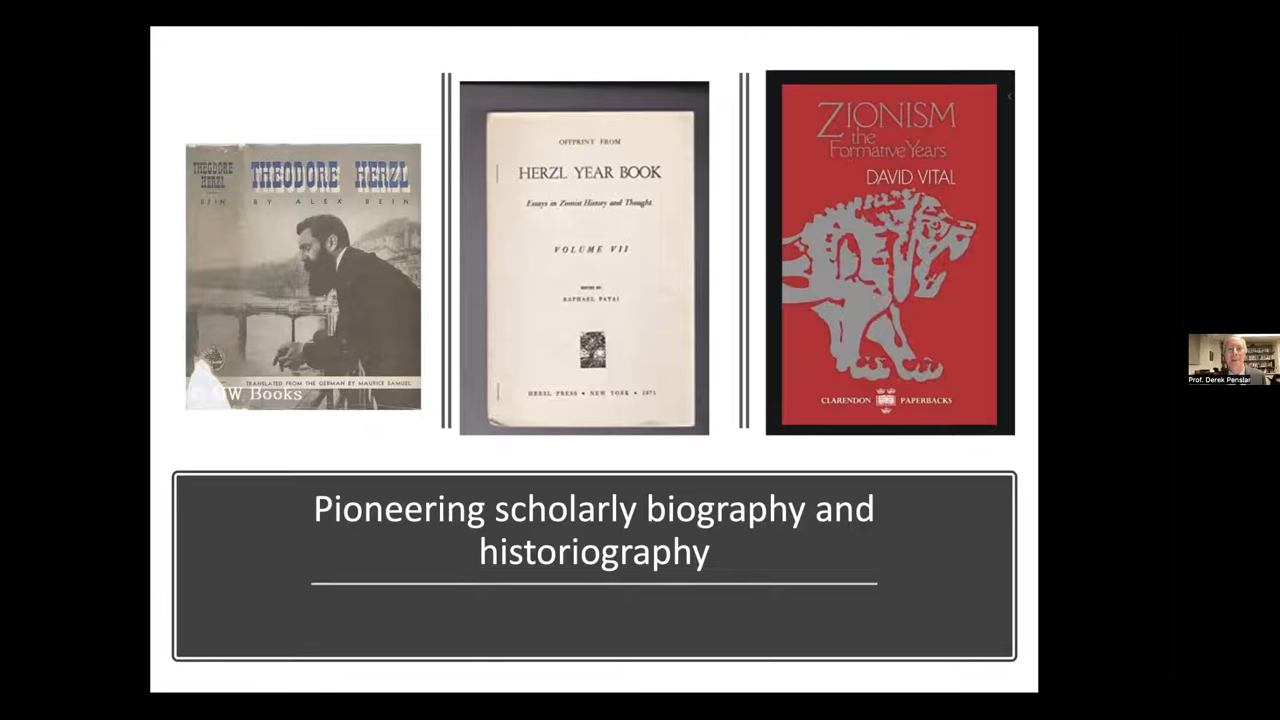 THEODORE
HERZL
BEIN
THEODORE HERZL
BY ALEX BEIN
TRANSLATED FROM THE GERMAN BY MAURICE SAMUEL
W Books
OFFPRINT FROM
HERZL YEAR BOOK
Essays in Zionist History and Thought
VOLUME VII
EDITED BY
RAPHAEL PATAI
HERZL PRESS • NEW YORK • 1971
ZIONISM
the
Formative Years
DAVID VITAL
CLARENDON PAPERBACKS
Pioneering scholarly biography and
historiography
Prof. Derek Penslar